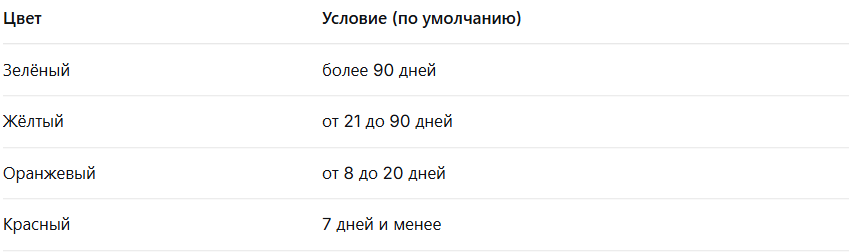 Цвет Условие (по умолчанию)
Зелёный более 90 дней
Жёлтый от 21 до 90 дней
Оранжевый от 8 до 20 дней
Красный 7 дней и менее